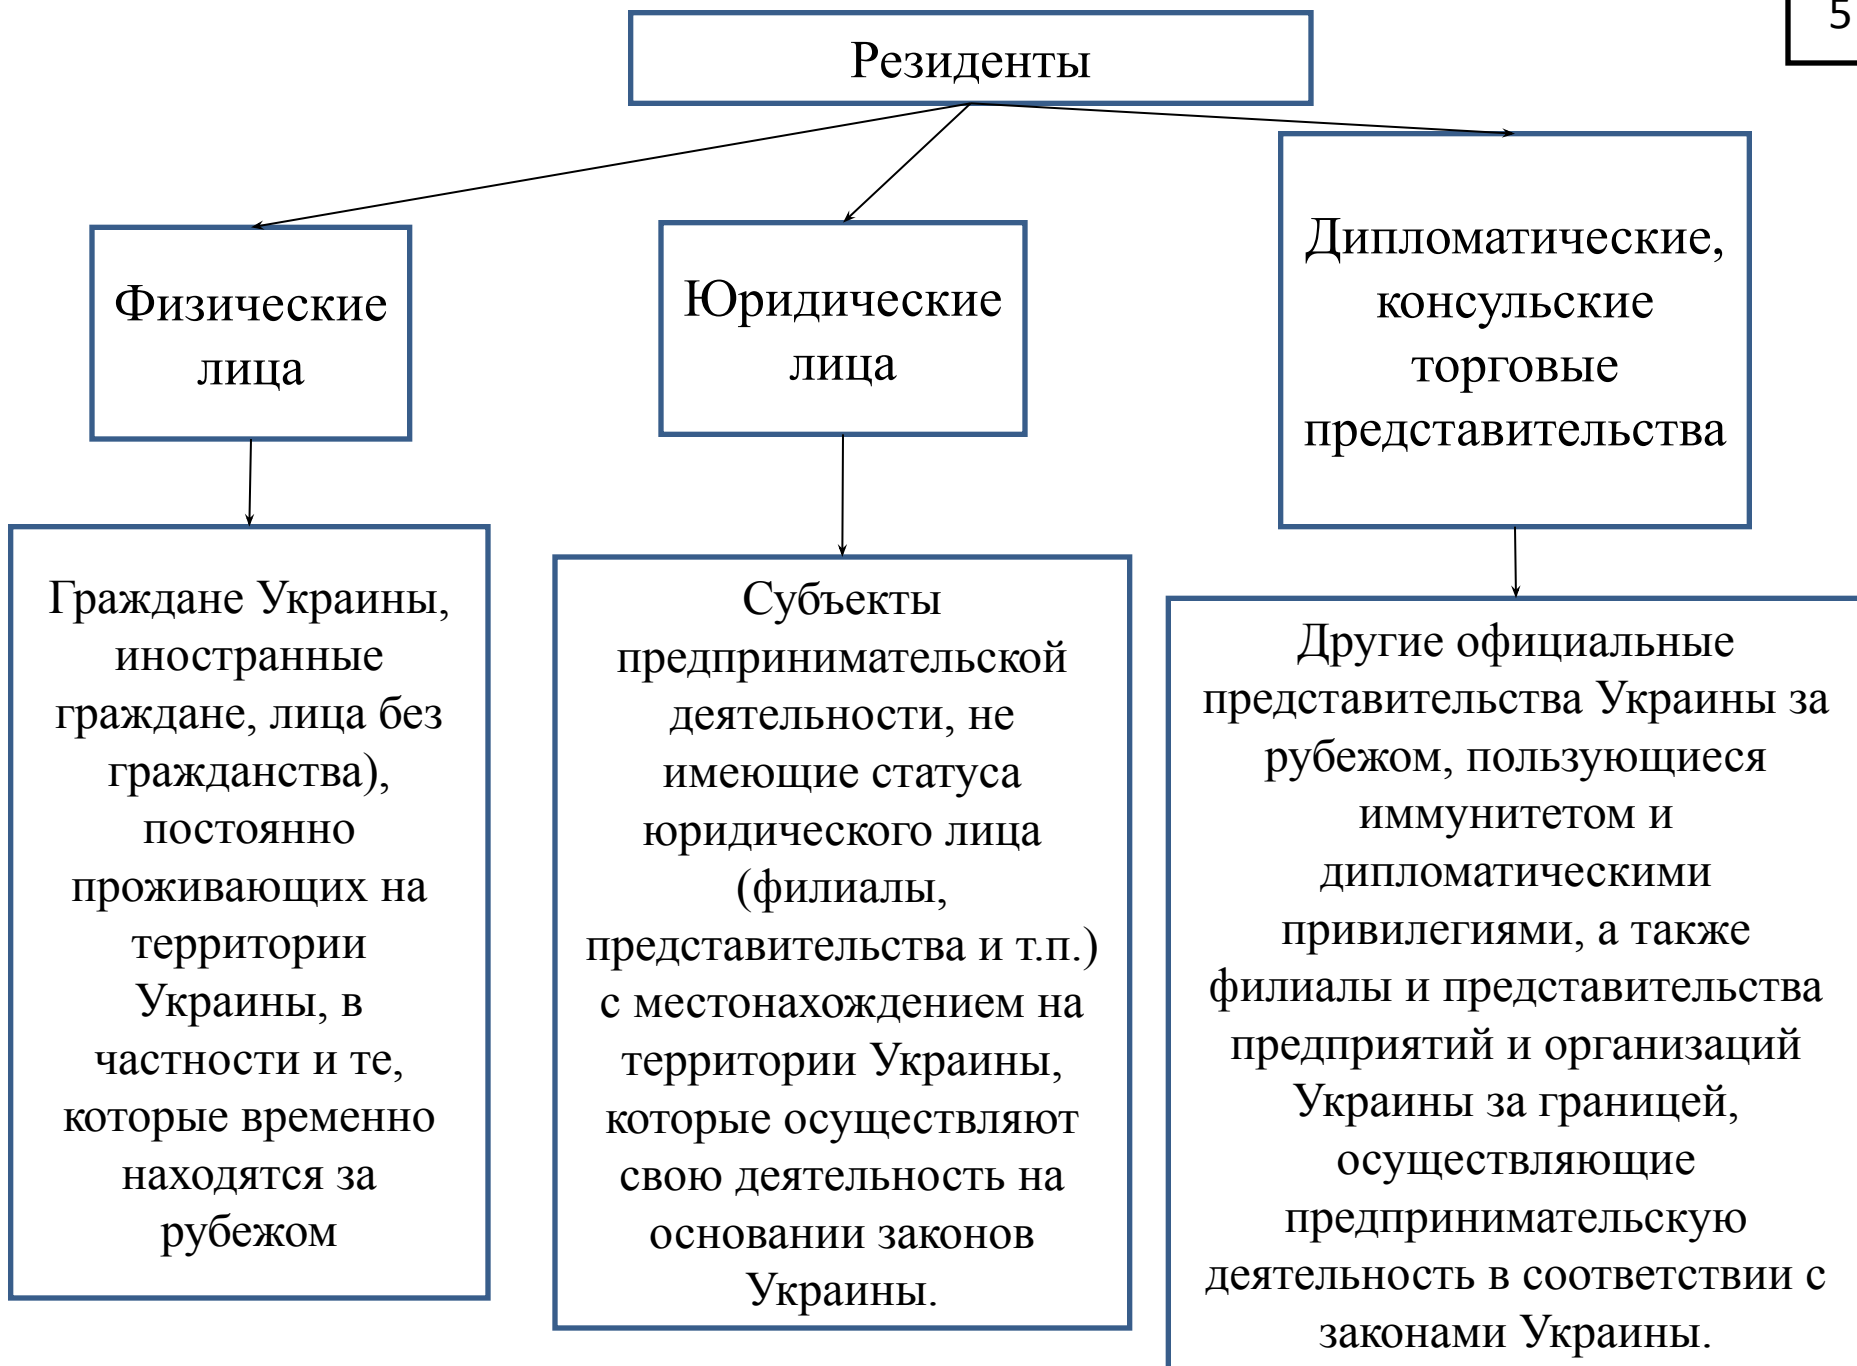 5
Резиденты
Физические
лица
Юридические
лица
Дипломатические,
консульские
торговые
представительства
Граждане Украины,
иностранные
граждане, лица без
гражданства),
постоянно
проживающих на
территории
Украины, в
частности и те,
которые временно
находятся за
рубежом
Субъекты
предпринимательской
деятельности, не
имеющие статуса
юридического лица
(филиалы,
представительства и т.п.)
с местонахождением на
территории Украины,
которые осуществляют
свою деятельность на
основании законов
Украины.
Другие официальные
представительства Украины за
рубежом, пользующиеся
иммунитетом и
дипломатическими
привилегиями, а также
филиалы и представительства
предприятий и организаций
Украины за границей,
осуществляющие
предпринимательскую
деятельность в соответствии с
законами Украины.